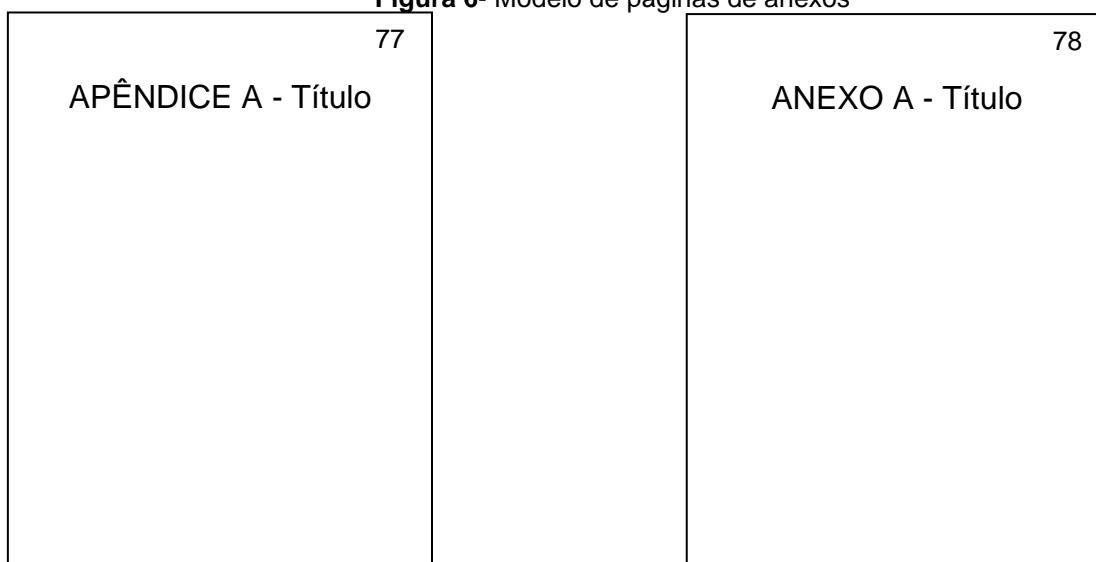 Figura 6- Modelo de páginas de anexos
77
APÊNDICE A - Título
78
ANEXO A - Título